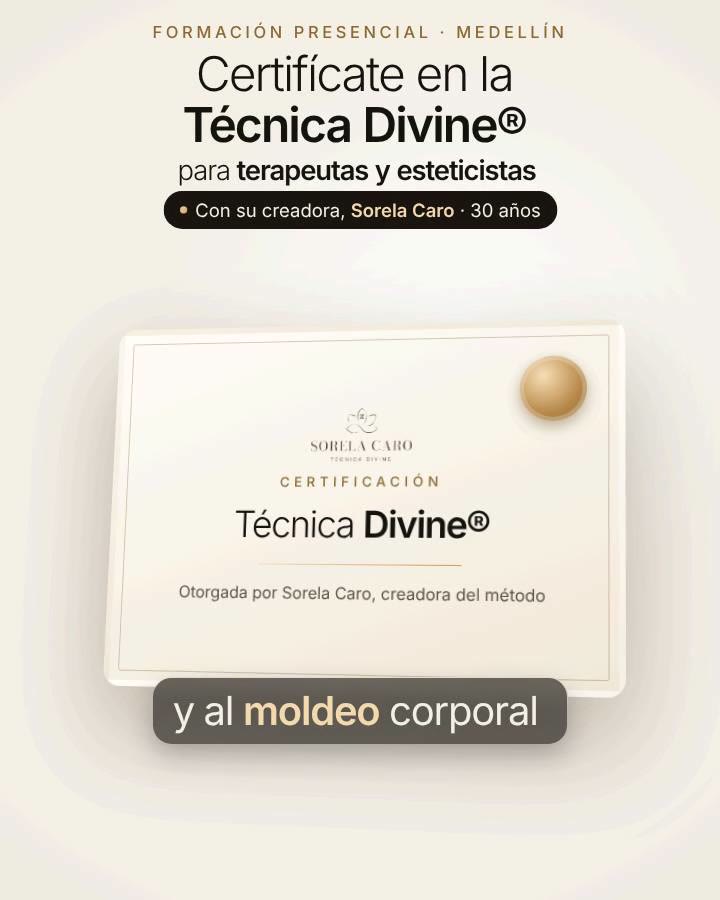 FORMACIÓN PRESENCIAL · MEDELLÍN
Certifícate en la
Técnica Divine®
para terapeutas y esteticistas
Con su creadora, Sorela Caro · 30 años
SORELA CARO
TÉCNICA DIVINE
CERTIFICACIÓN
Técnica Divine®
Otorgada por Sorela Caro, creadora del método
y al moldeo corporal